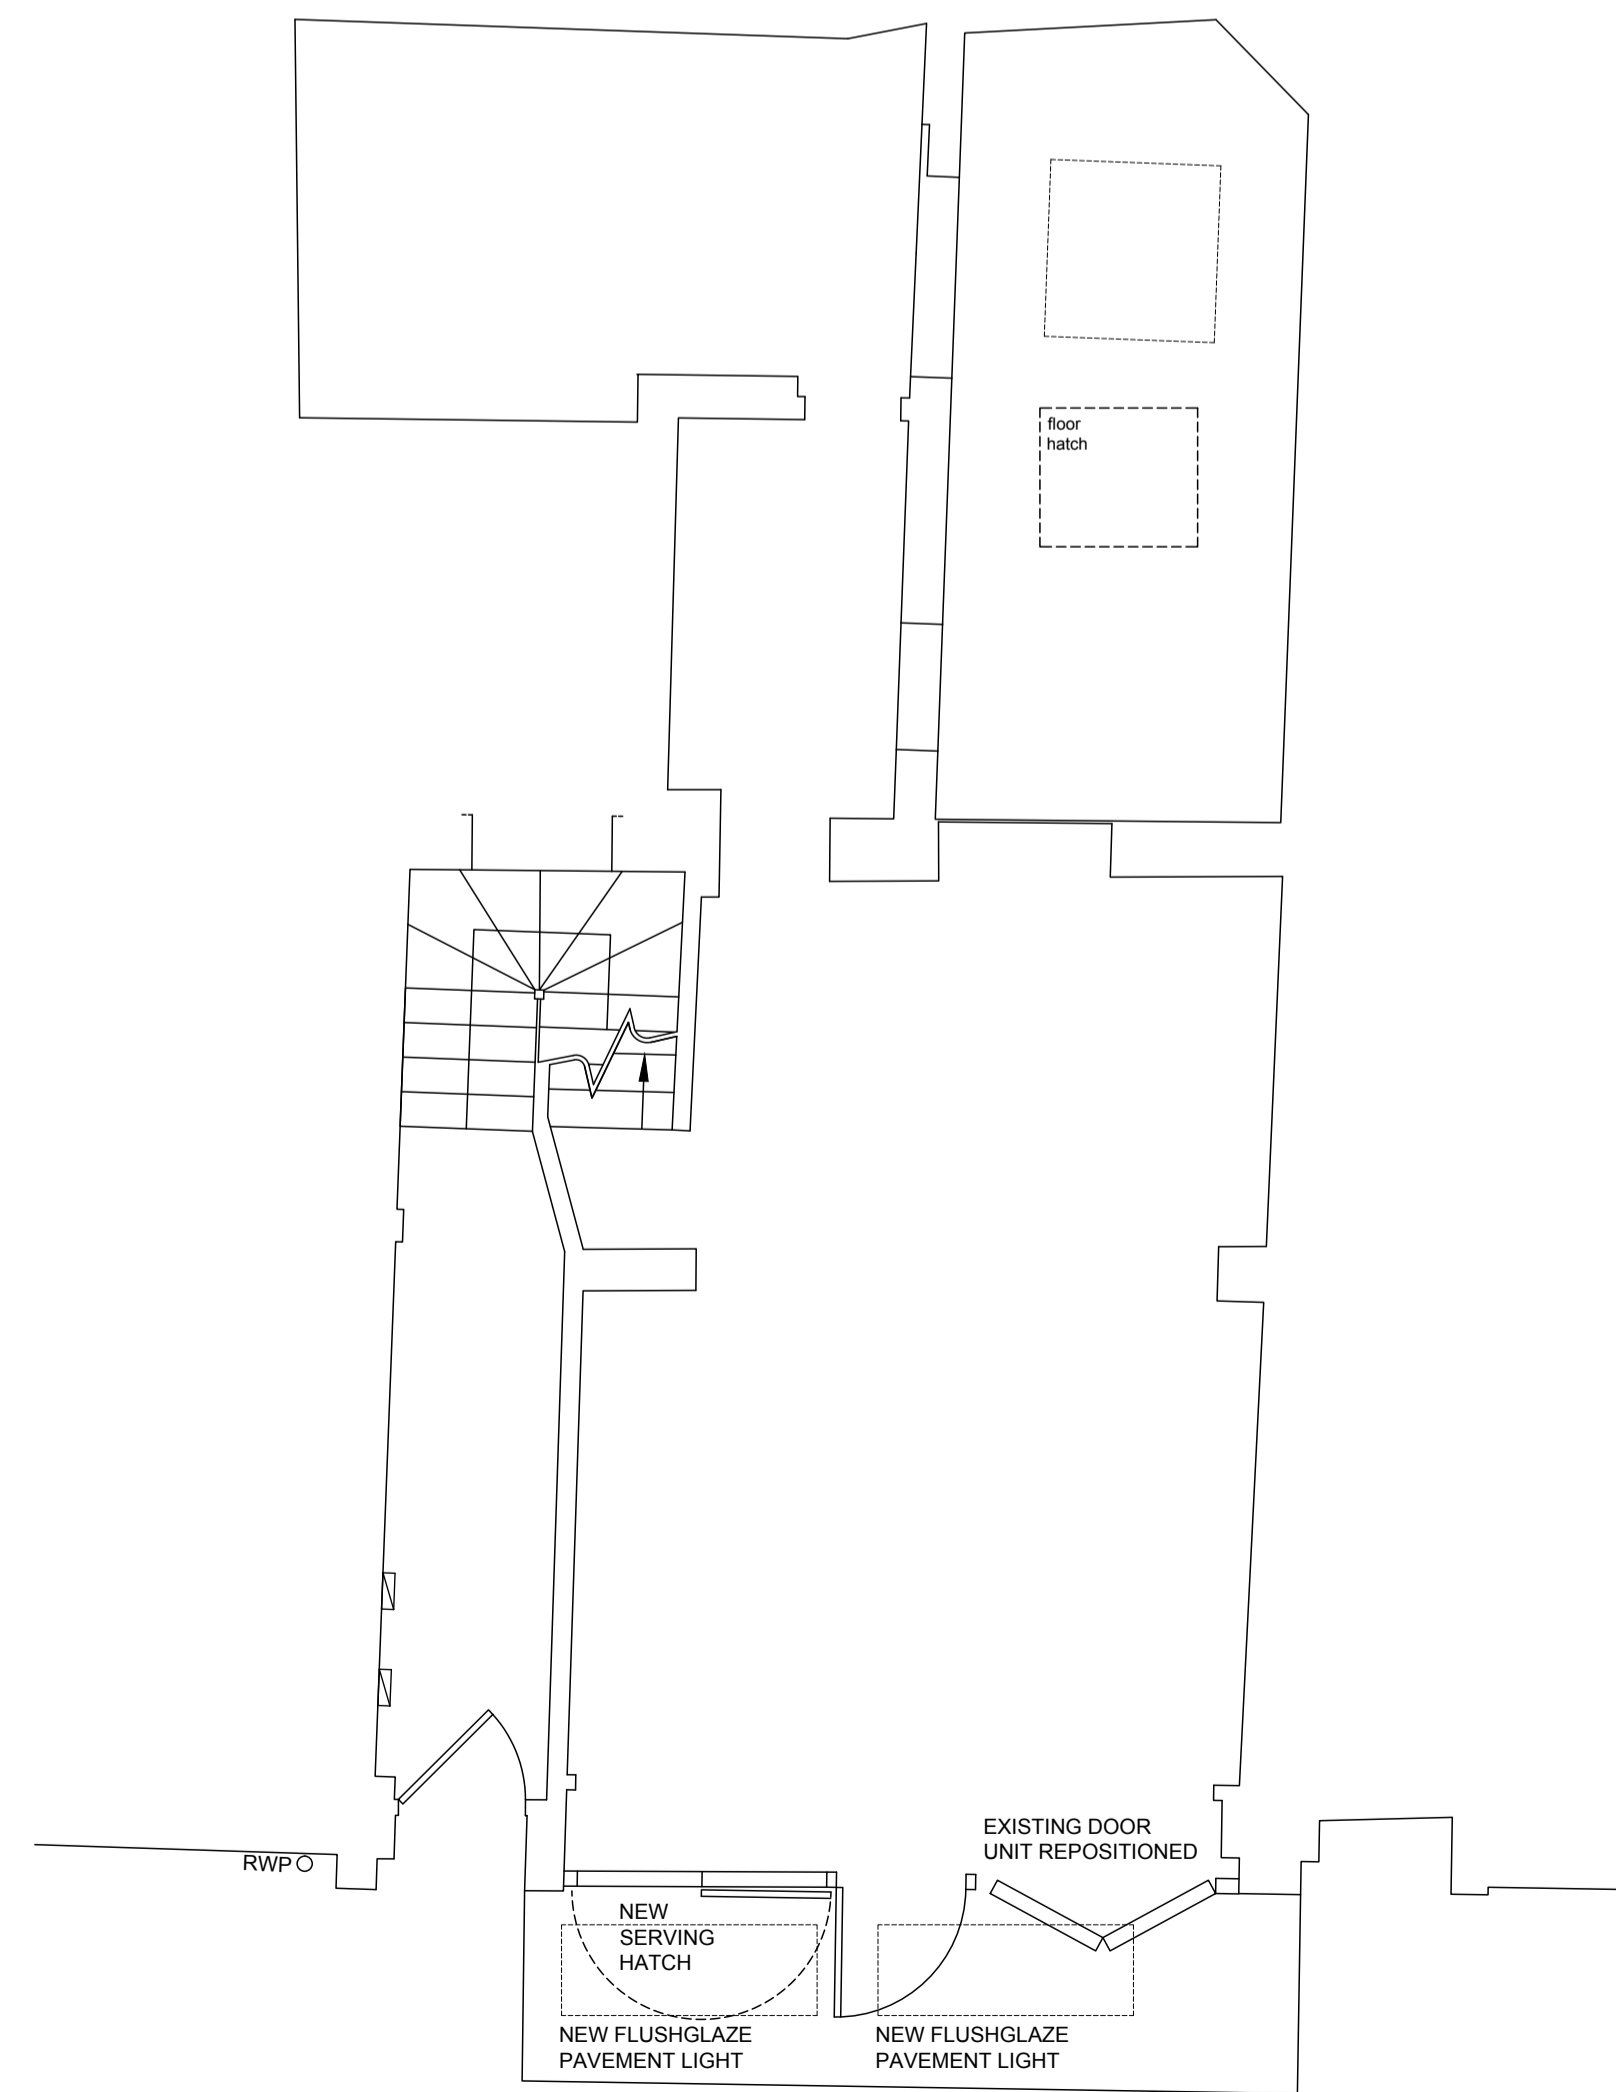 floor
hatch
EXISTING DOOR
UNIT REPOSITIONED
RWP
NEW
SERVING
HATCH
NEW FLUSHGLAZE
PAVEMENT LIGHT
NEW FLUSHGLAZE
PAVEMENT LIGHT